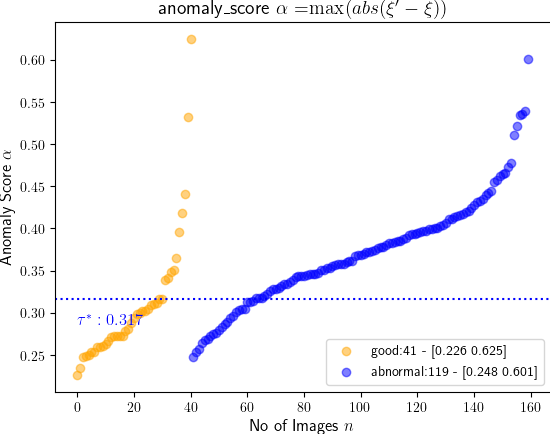 anomaly_score α =max(abs(ξ′ − ξ))
Anomaly Score α
0.60
0.55
0.50
0.45
0.40
0.35
0.30
0.25
τ* : 0.317
good:41 - [0.226 0.625]
abnormal:119 - [0.248 0.601]
0 20 40 60 80 100 120 140 160
No of Images n